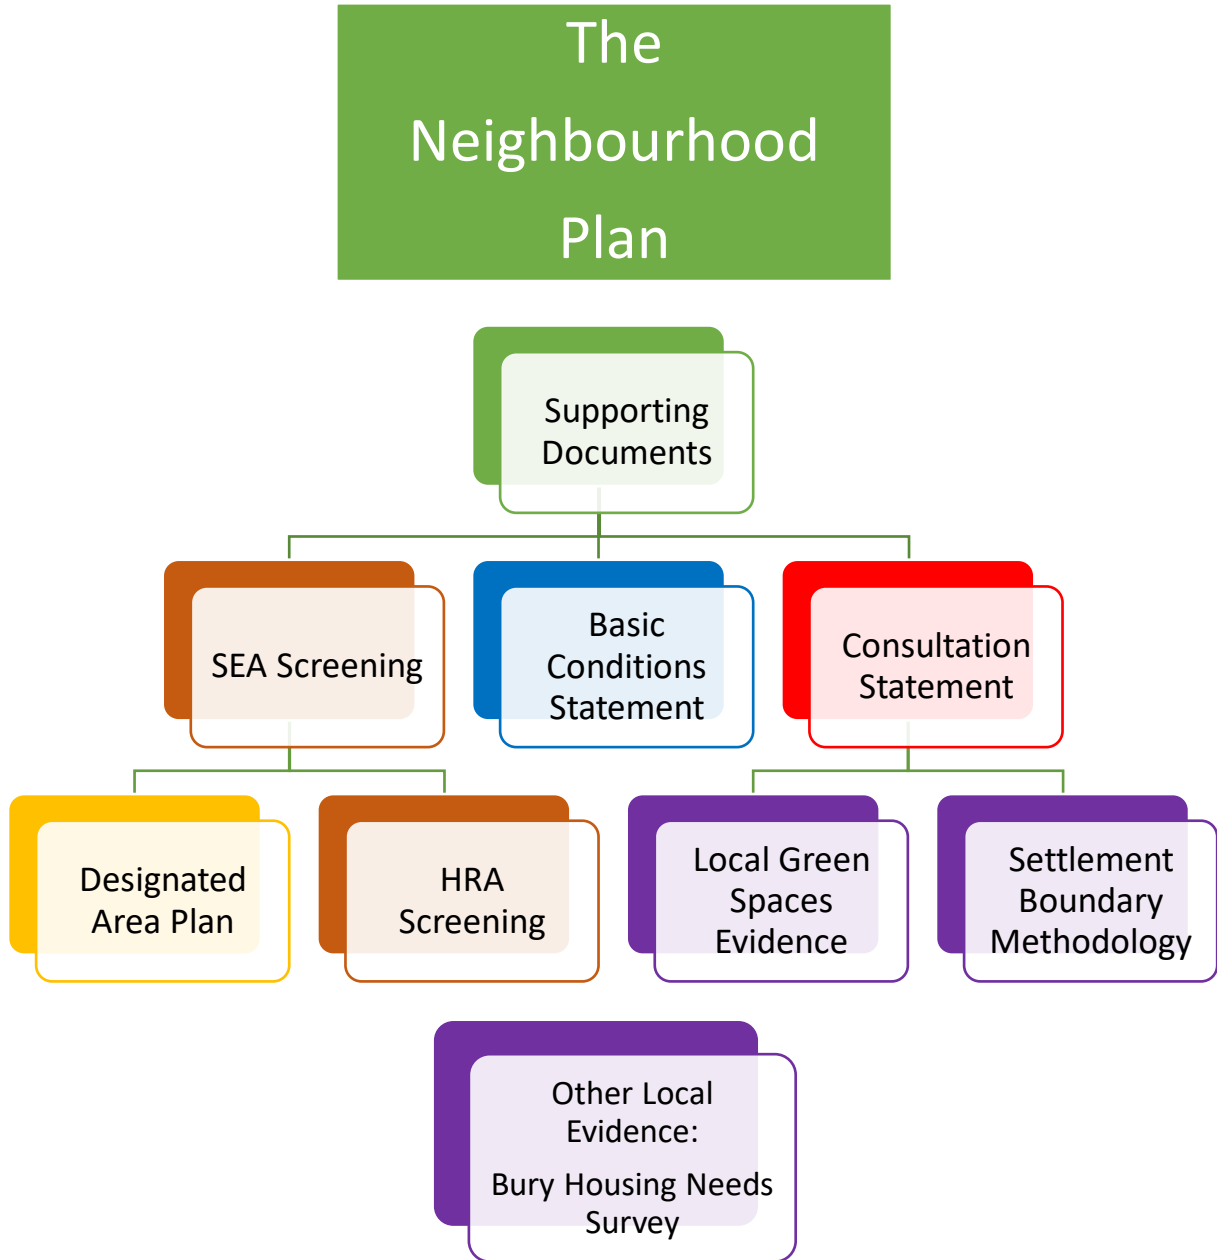 The
Neighbourhood
Plan
Supporting
Documents
SEA Screening
Basic
Conditions
Statement
Consultation
Statement
Designated
Area Plan
HRA
Screening
Local Green
Spaces
Evidence
Settlement
Boundary
Methodology
Other Local
Evidence:
Bury Housing Needs
Survey